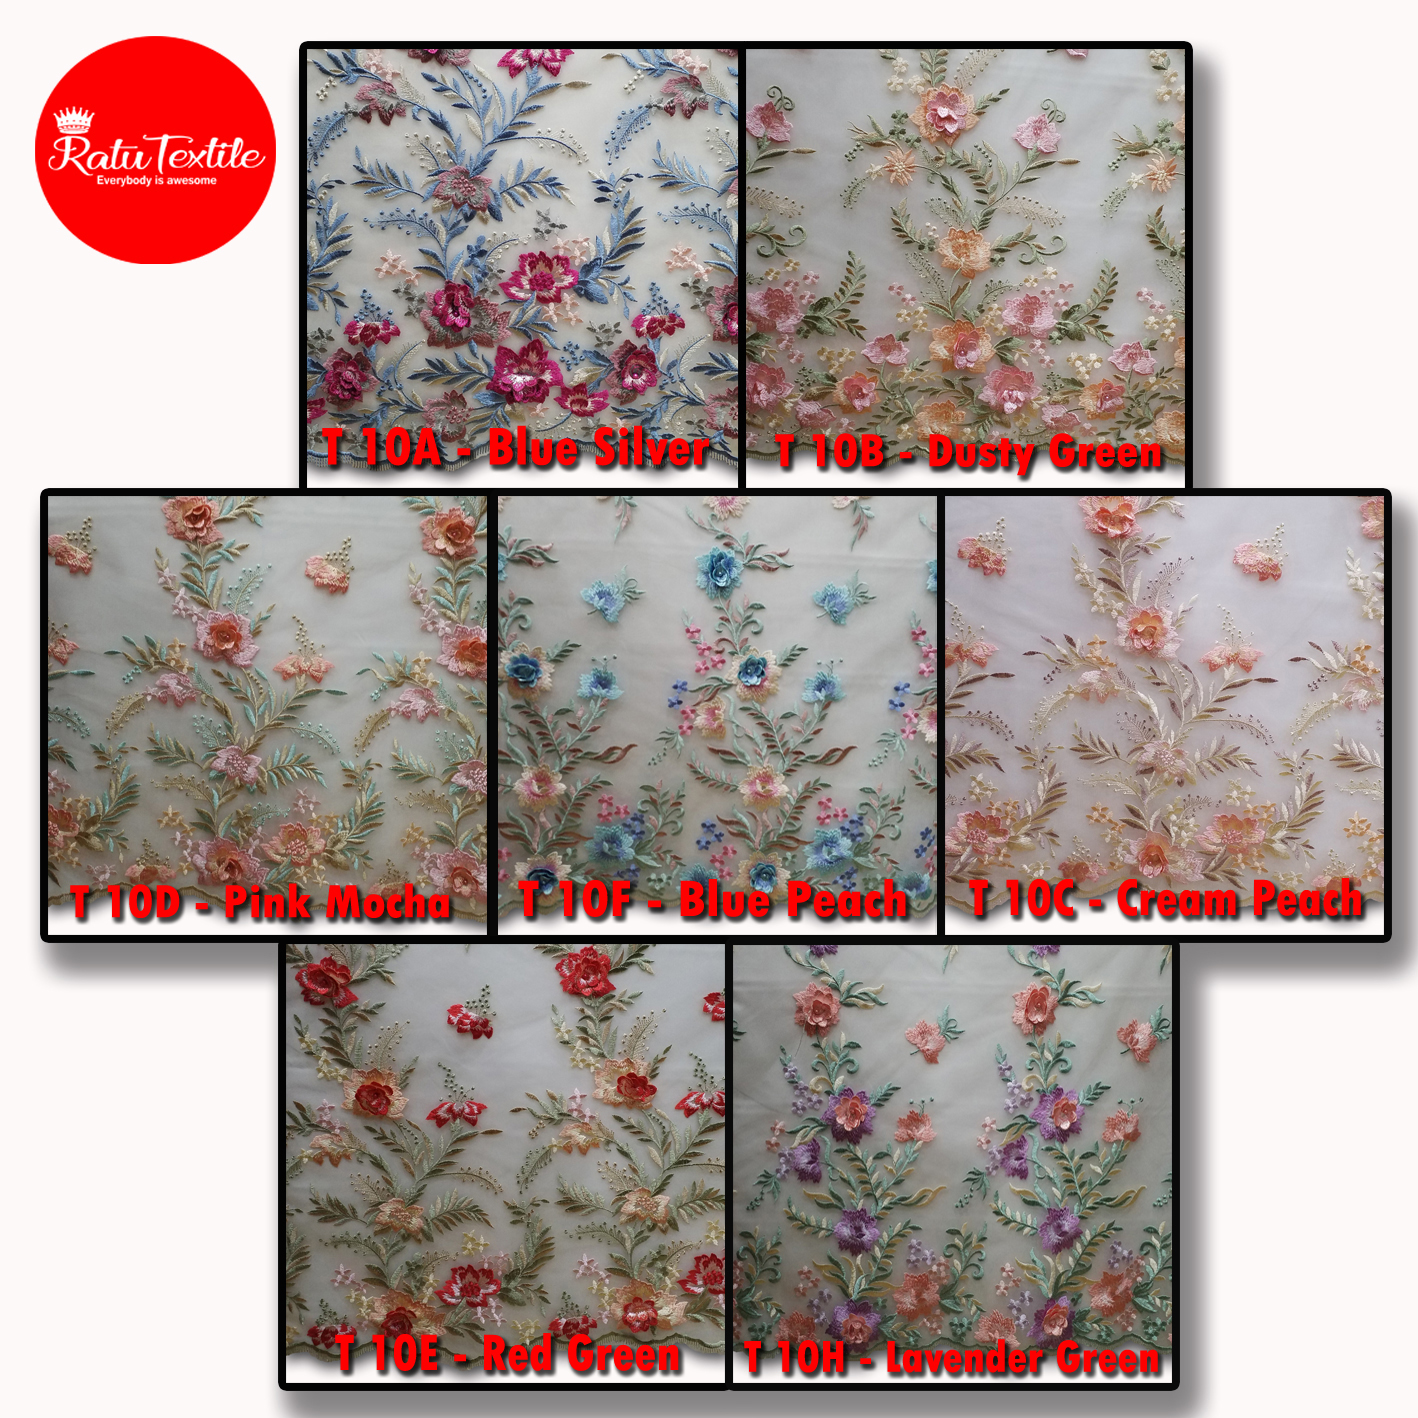 Ratu Textile
Everybody is awesome
T 10A - Blue Silver
T 10B - Dusty Green
T 10D - Pink Mocha
T 10F - Blue Peach
T 10C - Cream Peach
T 10E - Red Green
T 10H - Lavender Green